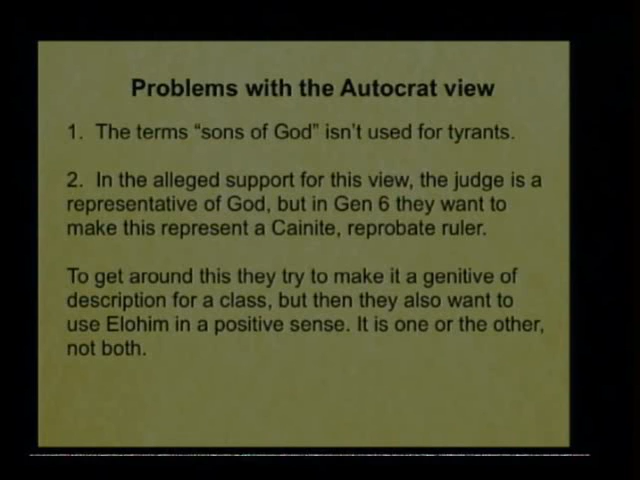 Problems with the Autocrat view
1. The terms “sons of God” isn’t used for tyrants.
2. In the alleged support for this view, the judge is a
representative of God, but in Gen 6 they want to
make this represent a Cainite, reprobate ruler.
To get around this they try to make it a genitive of
description for a class, but then they also want to
use Elohim in a positive sense. It is one or the other,
not both.